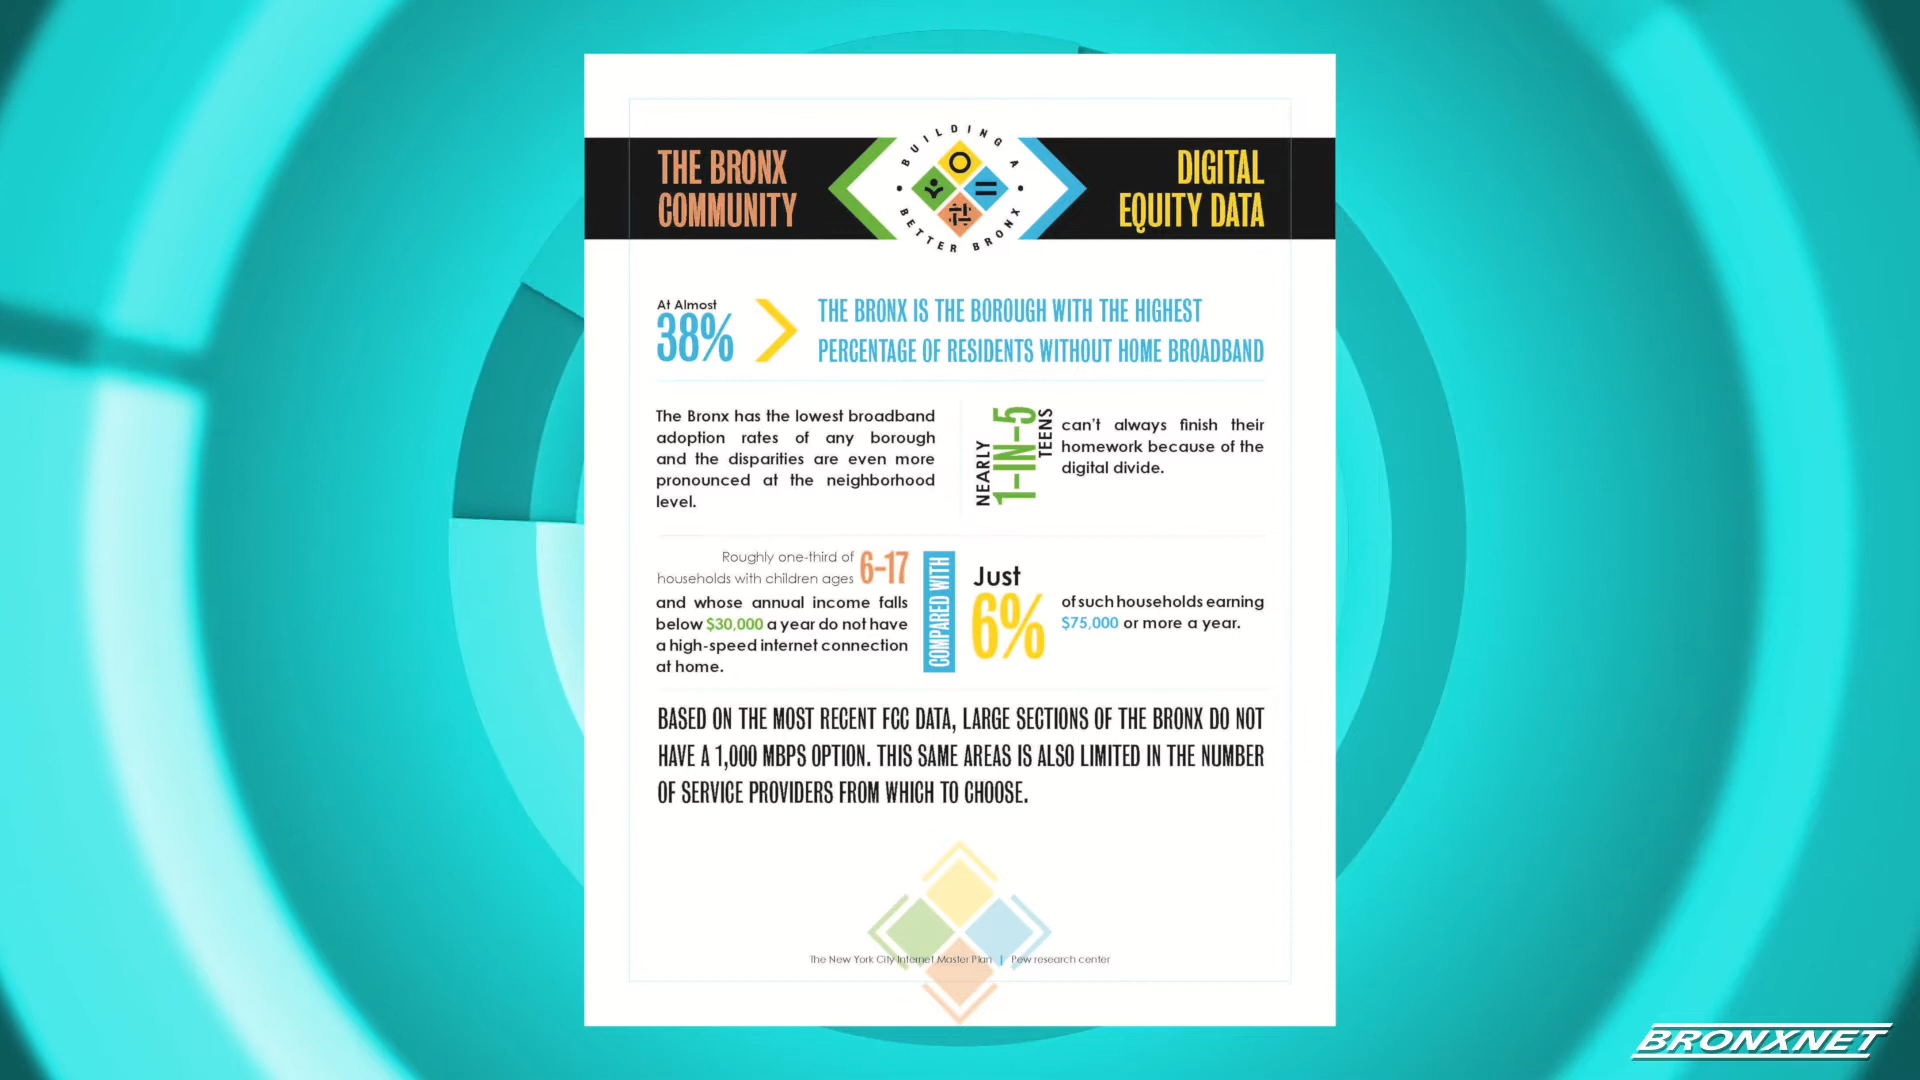 THE BRONX
COMMUNITY
BUILDING A
BETTER BRONX
DIGITAL
EQUITY DATA
At Almost
38%
THE BRONX IS THE BOROUGH WITH THE HIGHEST
PERCENTAGE OF RESIDENTS WITHOUT HOME BROADBAND
The Bronx has the lowest broadband
adoption rates of any borough
and the disparities are even more
pronounced at the neighborhood
level.
NEARLY
1-IN-5
TEENS
can't always finish their
homework because of the
digital divide.
Roughly one-third of
households with children ages 6-17
and whose annual income falls
below $30,000 a year do not have
a high-speed internet connection
at home.
COMPARED WITH
Just
6%
of such households earning
$75,000 or more a year.
BASED ON THE MOST RECENT FCC DATA, LARGE SECTIONS OF THE BRONX DO NOT
HAVE A 1,000 MBPS OPTION. THIS SAME AREAS IS ALSO LIMITED IN THE NUMBER
OF SERVICE PROVIDERS FROM WHICH TO CHOOSE.
The New York City Internet Master Plan | Pew research center
BRONXNET